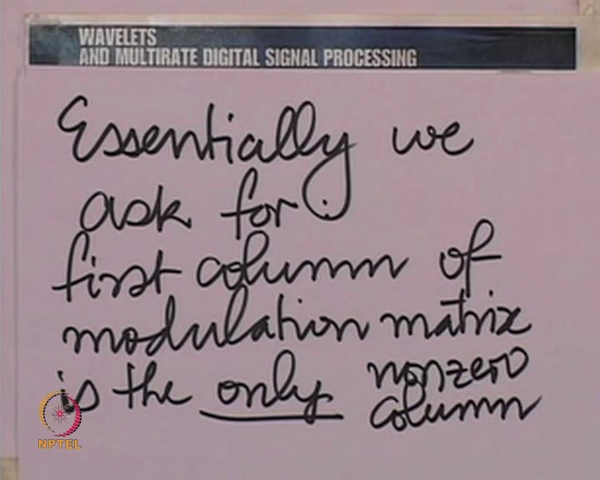 WAVELETS
AND MULTIRATE DIGITAL SIGNAL PROCESSING
Essentially we
ask for:
first column of
modulation matrix
is the only nonzero
column
NPTEL